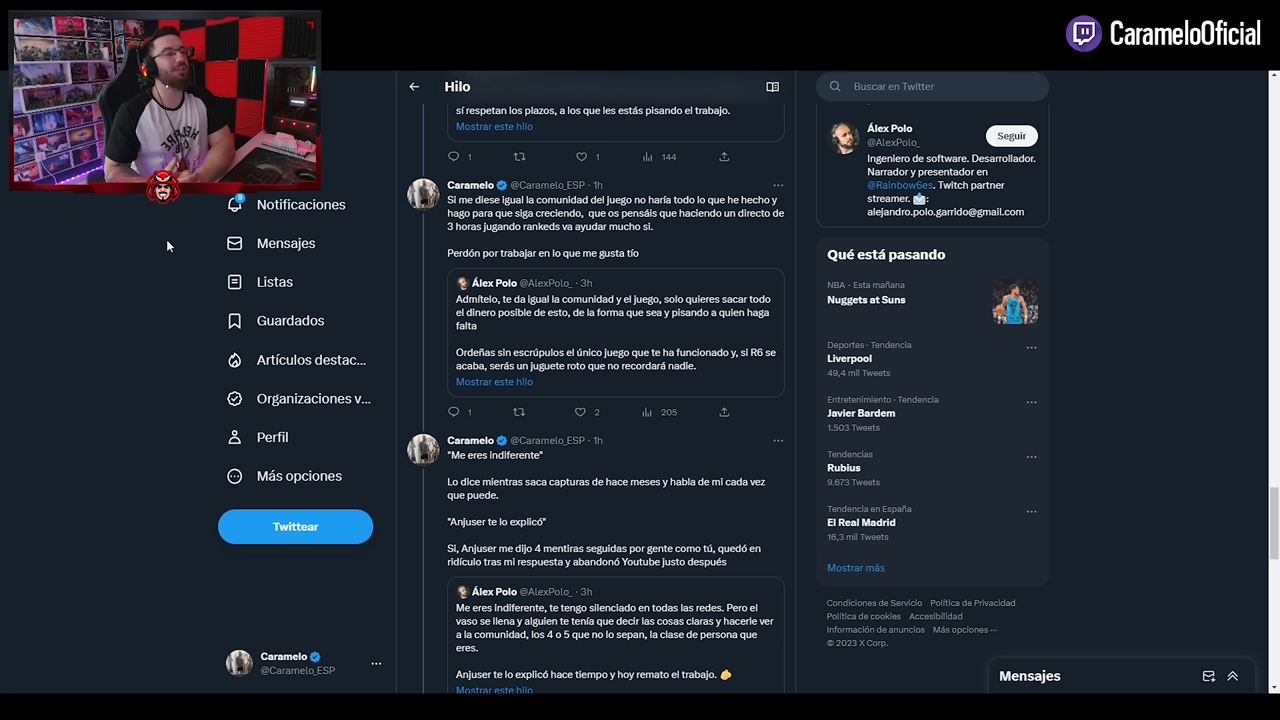 CarameloOficial
Hilo
Buscar en Twitter
sí respetan los plazos, a los que les estás pisando el trabajo.
Mostrar este hilo
1
1
144
Caramelo @Caramelo_ESP · 1h
Si me diese igual la comunidad del juego no haría todo lo que he hecho y
hago para que siga creciendo, que os pensáis que haciendo un directo de
3 horas jugando rankeds va ayudar mucho si.
Perdón por trabajar en lo que me gusta tío
Álex Polo @AlexPolo_ · 3h
Admítelo, te da igual la comunidad y el juego, solo quieres sacar todo
el dinero posible de esto, de la forma que sea y pisando a quien haga
falta
Ordeñas sin escrúpulos el único juego que te ha funcionado y, si R6 se
acaba, serás un juguete roto que no recordará nadie.
Mostrar este hilo
1
2
205
Caramelo @Caramelo_ESP · 1h
"Me eres indiferente"
Lo dice mientras saca capturas de hace meses y habla de mi cada vez
que puede.
"Anjuser te lo explicó"
Si, Anjuser me dijo 4 mentiras seguidas por gente como tú, quedó en
ridículo tras mi respuesta y abandonó Youtube justo después
Álex Polo @AlexPolo_ · 3h
Me eres indiferente, te tengo silenciado en todas las redes. Pero el
vaso se llena y alguien te tenía que decir las cosas claras y hacerle ver
a la comunidad, los 4 o 5 que no lo sepan, la clase de persona que
eres.
Anjuser te lo explicó hace tiempo y hoy remato el trabajo.
Mostrar este hilo
9
Notificaciones
Mensajes
Listas
Guardados
Artículos destac...
Organizaciones v...
Perfil
Más opciones
Twittear
Caramelo
@Caramelo_ESP
Álex Polo
@AlexPolo_
Seguir
Ingeniero de software. Desarrollador.
Narrador y presentador en
@Rainbow6es. Twitch partner
streamer. :
alejandro.polo.garrido@gmail.com
Qué está pasando
NBA · Esta mañana
Nuggets at Suns
Deportes · Tendencia
Liverpool
49,4 mil Tweets
Entretenimiento · Tendencia
Javier Bardem
1.503 Tweets
Tendencias
Rubius
9.673 Tweets
Tendencia en España
El Real Madrid
16,3 mil Tweets
Mostrar más
Condiciones de Servicio Política de Privacidad
Política de cookies Accesibilidad
Información de anuncios Más opciones ···
© 2023 X Corp.
Mensajes